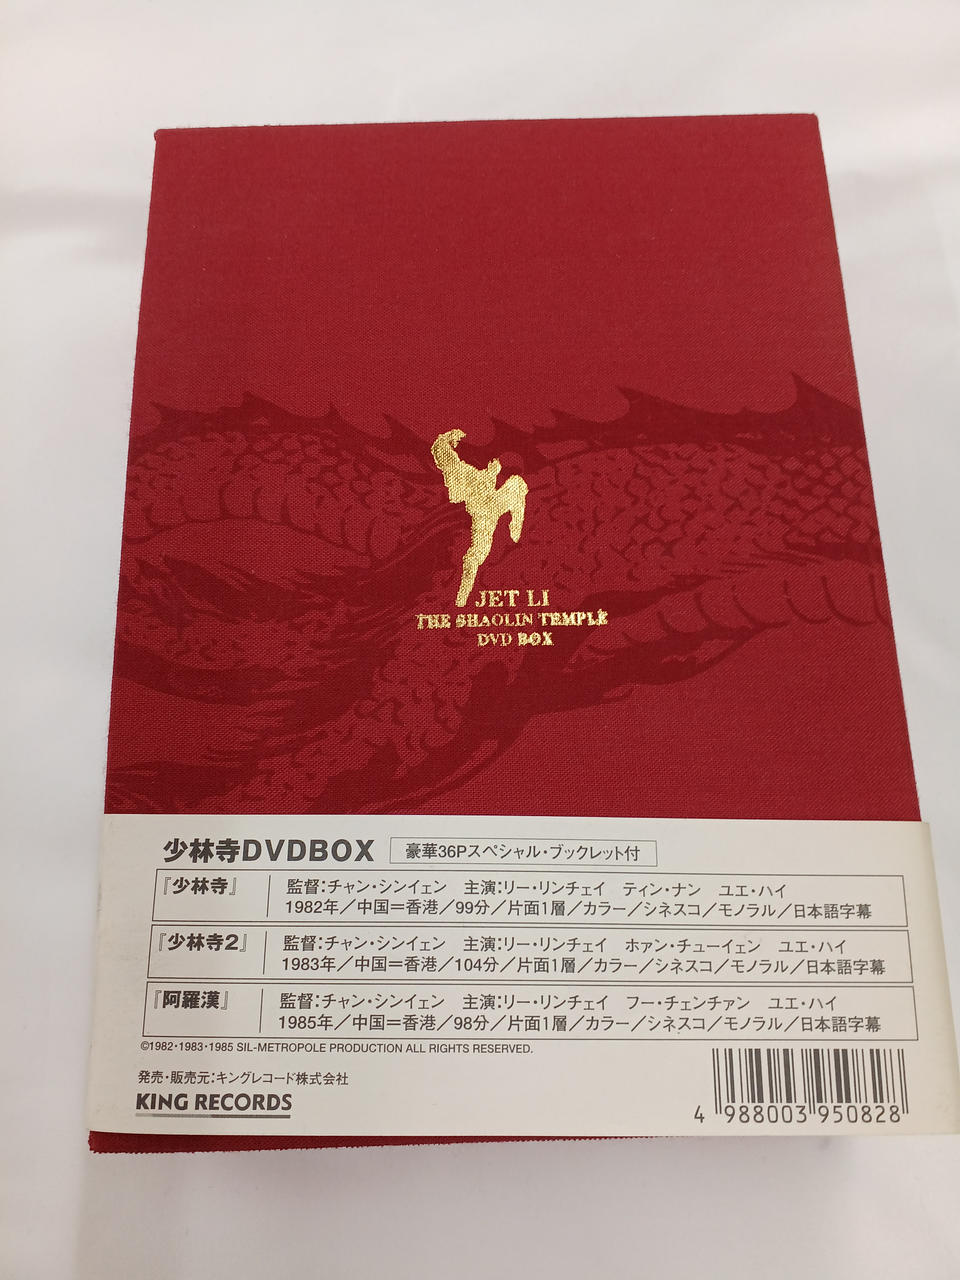 JET LI
THE SHAOLIN TEMPLE
DVD BOX
少林寺DVDBOX 豪華36Pスペシャル・ブックレット付
『少林寺』 監督:チャン・シンイェン 主演:リー・リンチェイ ティン・ナン ユエ・ハイ
1982年/中国=香港/99分/片面1層/カラー/シネスコ/モノラル/日本語字幕
『少林寺2』 監督:チャン・シンイェン 主演:リー・リンチェイ ホァン・チューイェン ユエ・ハイ
1983年/中国=香港/104分/片面1層/カラー/シネスコ/モノラル/日本語字幕
『阿羅漢』 監督:チャン・シンイェン 主演:リー・リンチェイ フー・チェンチァン ユエ・ハイ
1985年/中国=香港/98分/片面1層/カラー/シネスコ/モノラル/日本語字幕
©1982・1983・1985 SIL-METROPOLE PRODUCTION ALL RIGHTS RESERVED.
発売・販売元:キングレコード株式会社
KING RECORDS
4 988003 950828